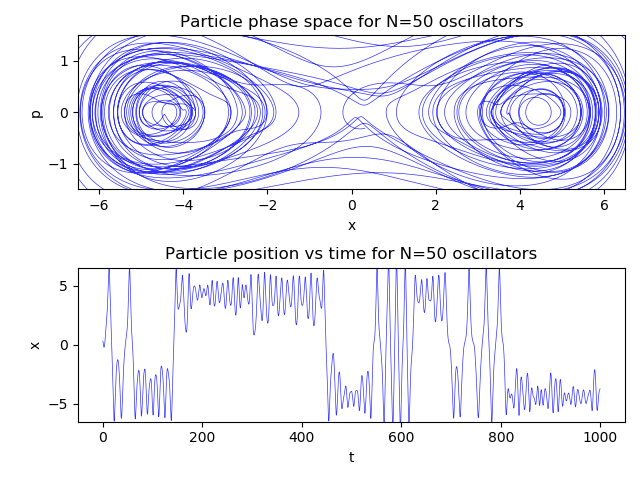 Particle phase space for N=50 oscillators
1
0
−1
p
−6 −4 −2 0 2 4 6
x
Particle position vs time for N=50 oscillators
5
0
−5
x
0 200 400 600 800 1000
t